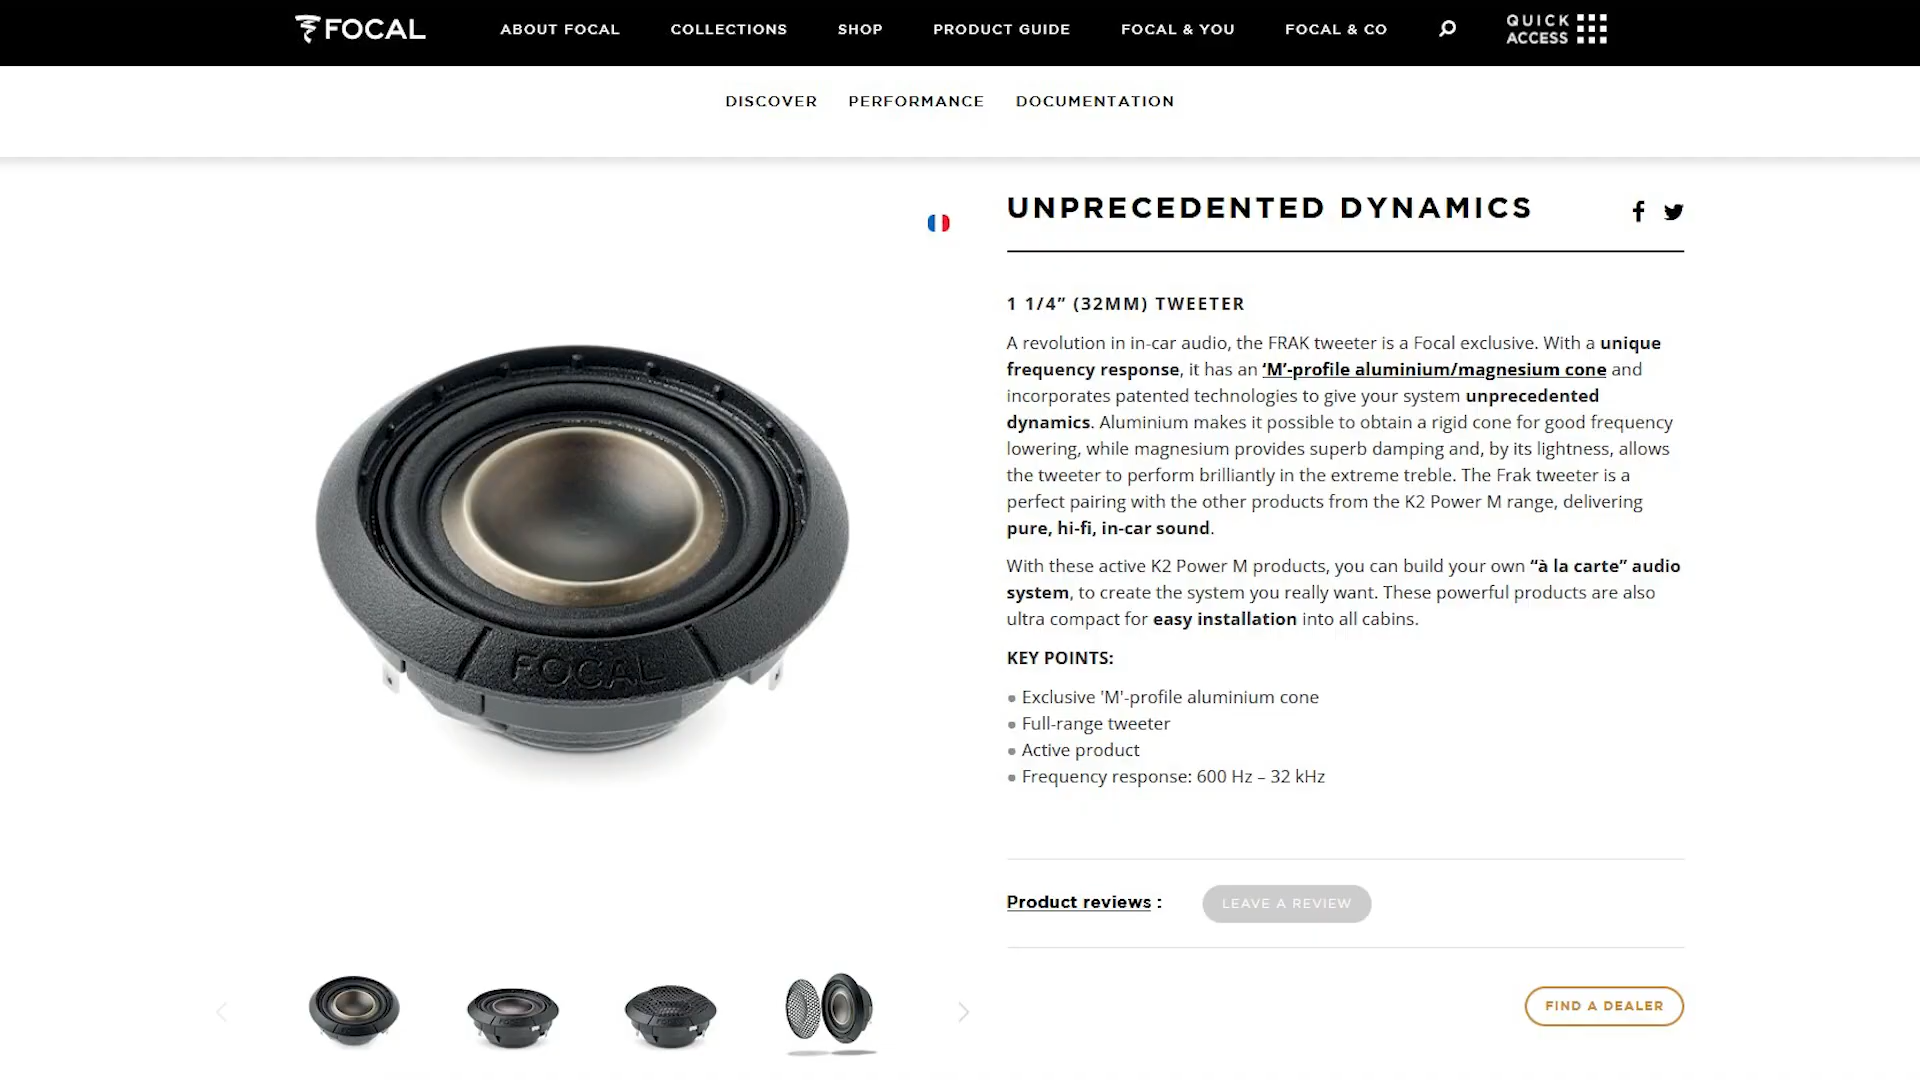 FOCAL
ABOUT FOCAL
COLLECTIONS
SHOP
PRODUCT GUIDE
FOCAL & YOU
FOCAL & CO
QUICK
ACCESS
DISCOVER
PERFORMANCE
DOCUMENTATION
UNPRECEDENTED DYNAMICS
1 1/4” (32MM) TWEETER
A revolution in in-car audio, the FRAK tweeter is a Focal exclusive. With a unique
frequency response, it has an ‘M’-profile aluminium/magnesium cone and
incorporates patented technologies to give your system unprecedented
dynamics. Aluminium makes it possible to obtain a rigid cone for good frequency
lowering, while magnesium provides superb damping and, by its lightness, allows
the tweeter to perform brilliantly in the extreme treble. The Frak tweeter is a
perfect pairing with the other products from the K2 Power M range, delivering
pure, hi-fi, in-car sound.
With these active K2 Power M products, you can build your own “à la carte” audio
system, to create the system you really want. These powerful products are also
ultra compact for easy installation into all cabins.
KEY POINTS:
Exclusive 'M'-profile aluminium cone
Full-range tweeter
Active product
Frequency response: 600 Hz – 32 kHz
FOCAL
Product reviews :
LEAVE A REVIEW
FIND A DEALER